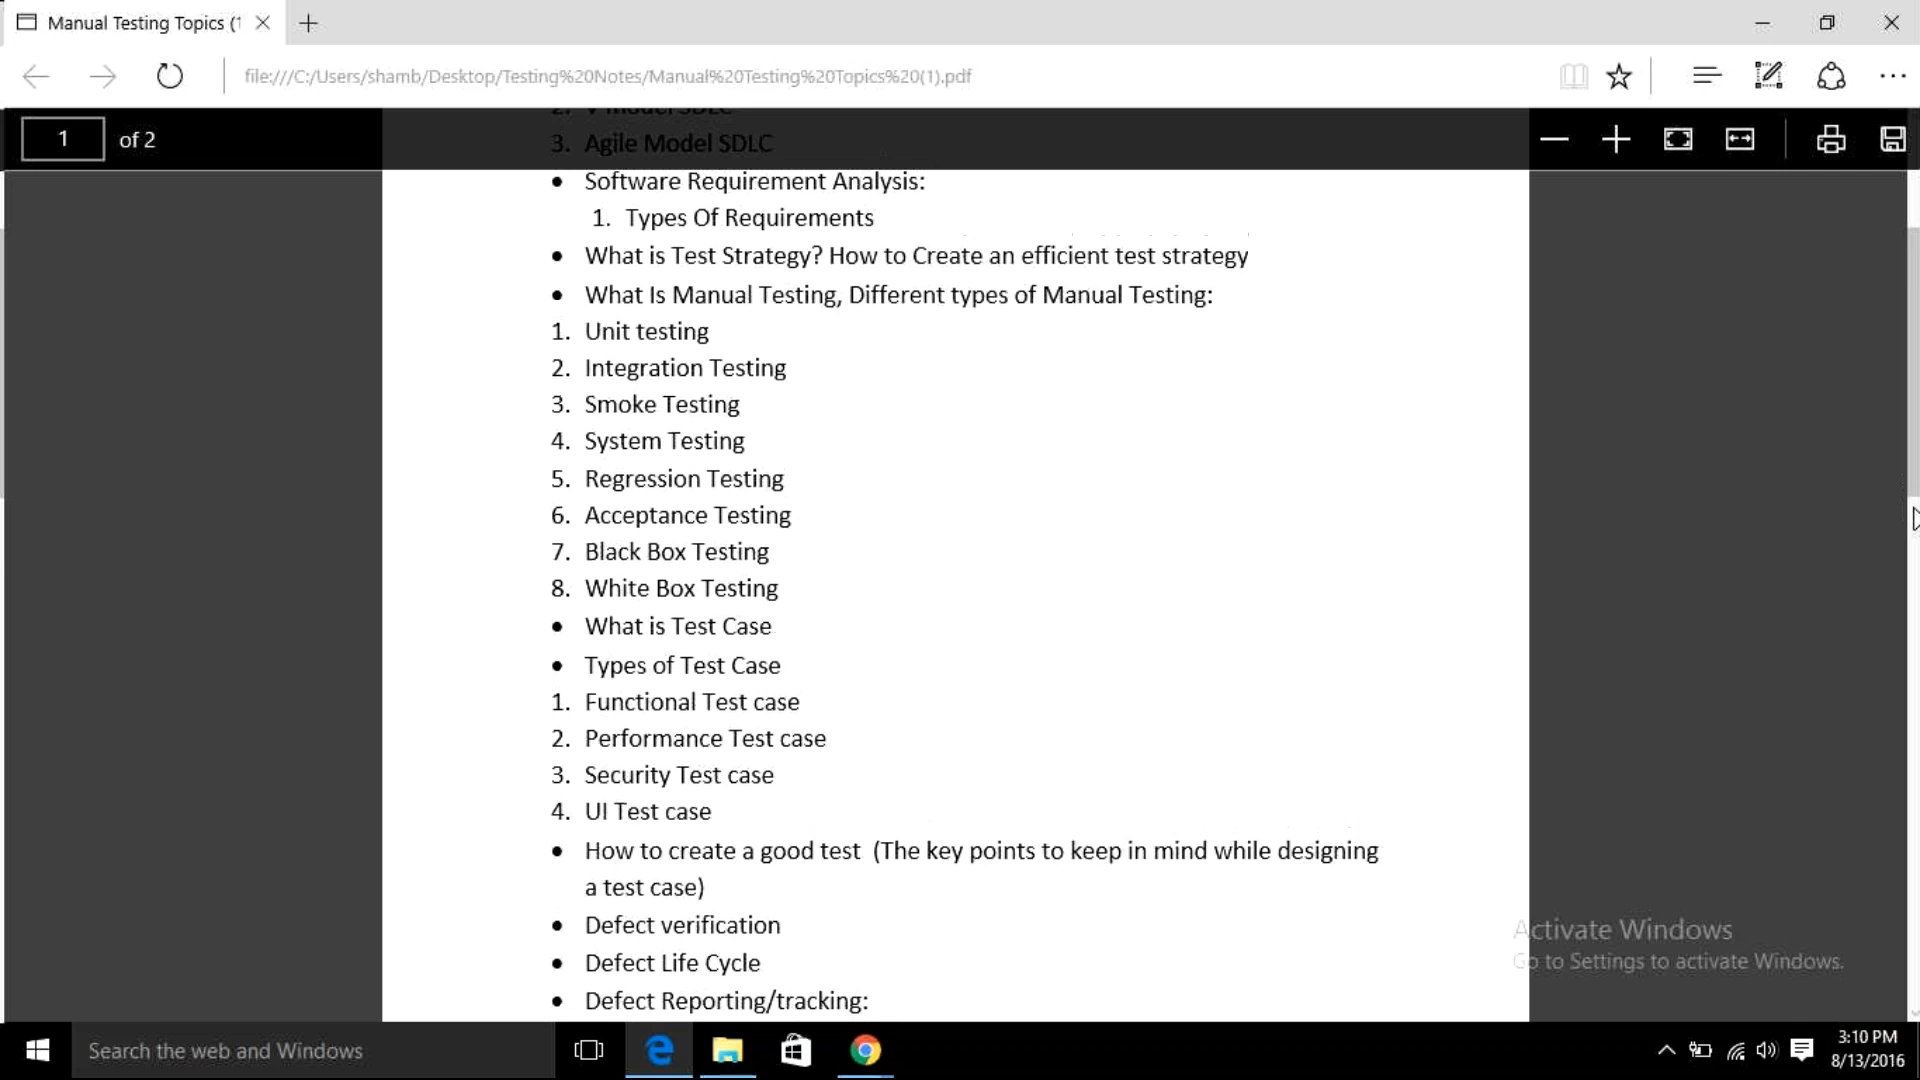 Manual Testing Topics (1
file:///C:/Users/shamb/Desktop/Testing%20Notes/Manual%20Testing%20Topics%20(1).pdf
2. V model SDLC
1 of 2
3. Agile Model SDLC
• Software Requirement Analysis:
1. Types Of Requirements
• What is Test Strategy? How to Create an efficient test strategy
• What Is Manual Testing, Different types of Manual Testing:
1. Unit testing
2. Integration Testing
3. Smoke Testing
4. System Testing
5. Regression Testing
6. Acceptance Testing
7. Black Box Testing
8. White Box Testing
• What is Test Case
• Types of Test Case
1. Functional Test case
2. Performance Test case
3. Security Test case
4. UI Test case
• How to create a good test (The key points to keep in mind while designing
a test case)
• Defect verification
• Defect Life Cycle
• Defect Reporting/tracking:
Activate Windows
Go to Settings to activate Windows.
Search the web and Windows
3:10 PM
8/13/2016